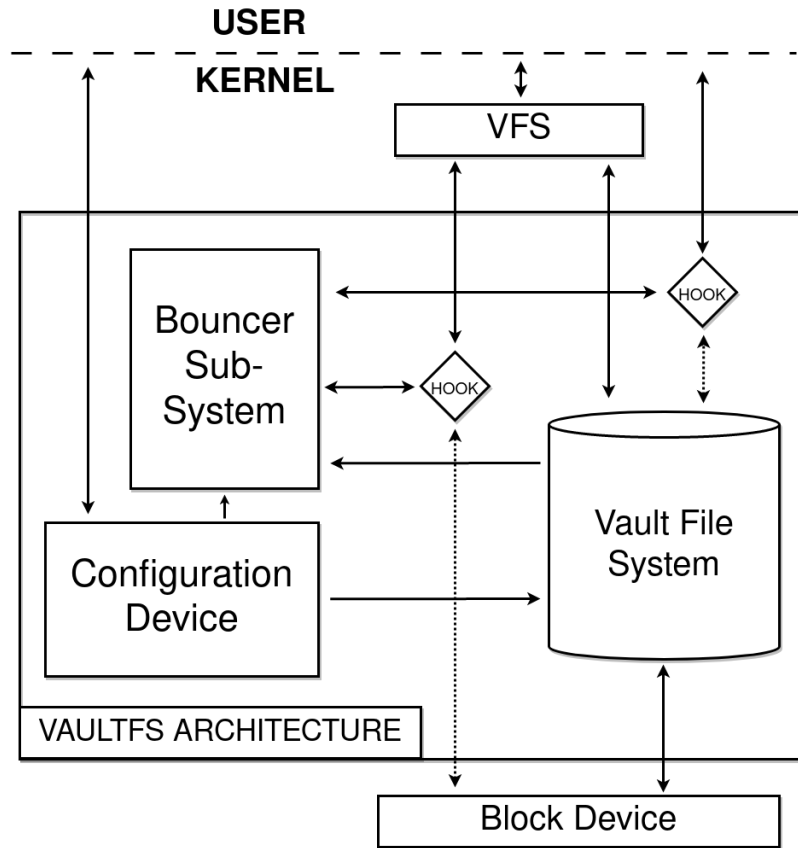 USER
KERNEL
VFS
HOOK
Bouncer
Sub-
System
HOOK
Vault File
System
Configuration
Device
VAULTFS ARCHITECTURE
Block Device